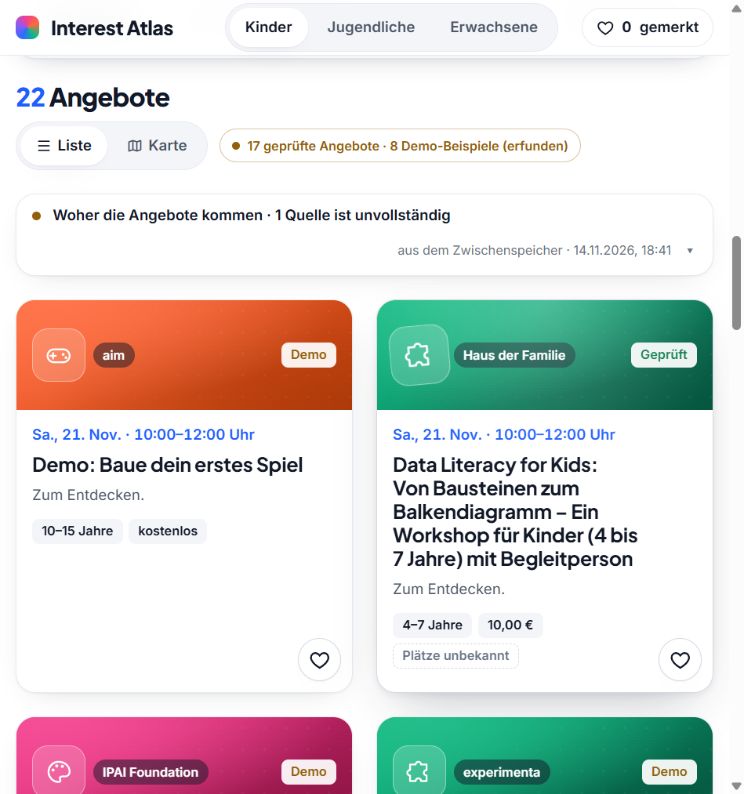 Interest Atlas
Kinder
Jugendliche
Erwachsene
0 gemerkt
22 Angebote
Liste
Karte
17 geprüfte Angebote · 8 Demo-Beispiele (erfunden)
Woher die Angebote kommen · 1 Quelle ist unvollständig
aus dem Zwischenspeicher · 14.11.2026, 18:41
aim
Demo
Sa., 21. Nov. · 10:00–12:00 Uhr
Demo: Baue dein erstes Spiel
Zum Entdecken.
10–15 Jahre
kostenlos
Haus der Familie
Geprüft
Sa., 21. Nov. · 10:00–12:00 Uhr
Data Literacy for Kids:
Von Bausteinen zum
Balkendiagramm – Ein
Workshop für Kinder (4 bis
7 Jahre) mit Begleitperson
Zum Entdecken.
4–7 Jahre
10,00 €
Plätze unbekannt
IPAI Foundation
Demo
experimenta
Demo